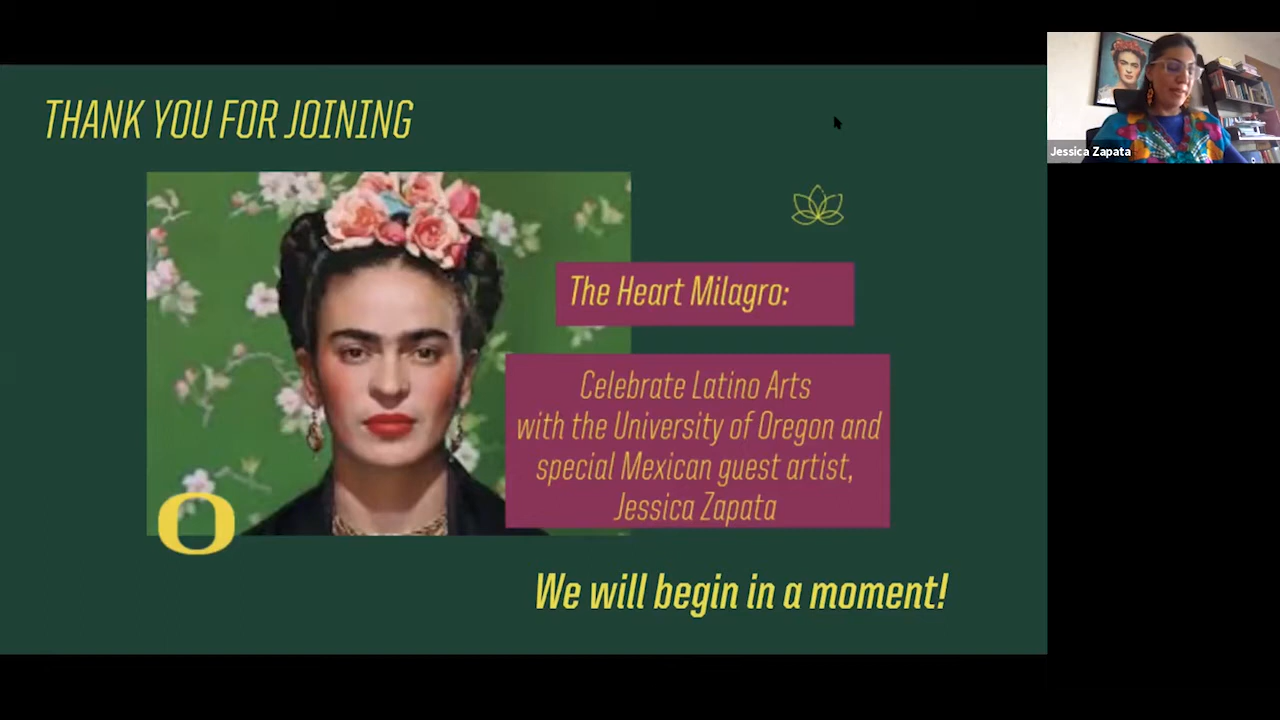 THANK YOU FOR JOINING
The Heart Milagro:
Celebrate Latino Arts
with the University of Oregon and
special Mexican guest artist,
Jessica Zapata
O
We will begin in a moment!
Jessica Zapata